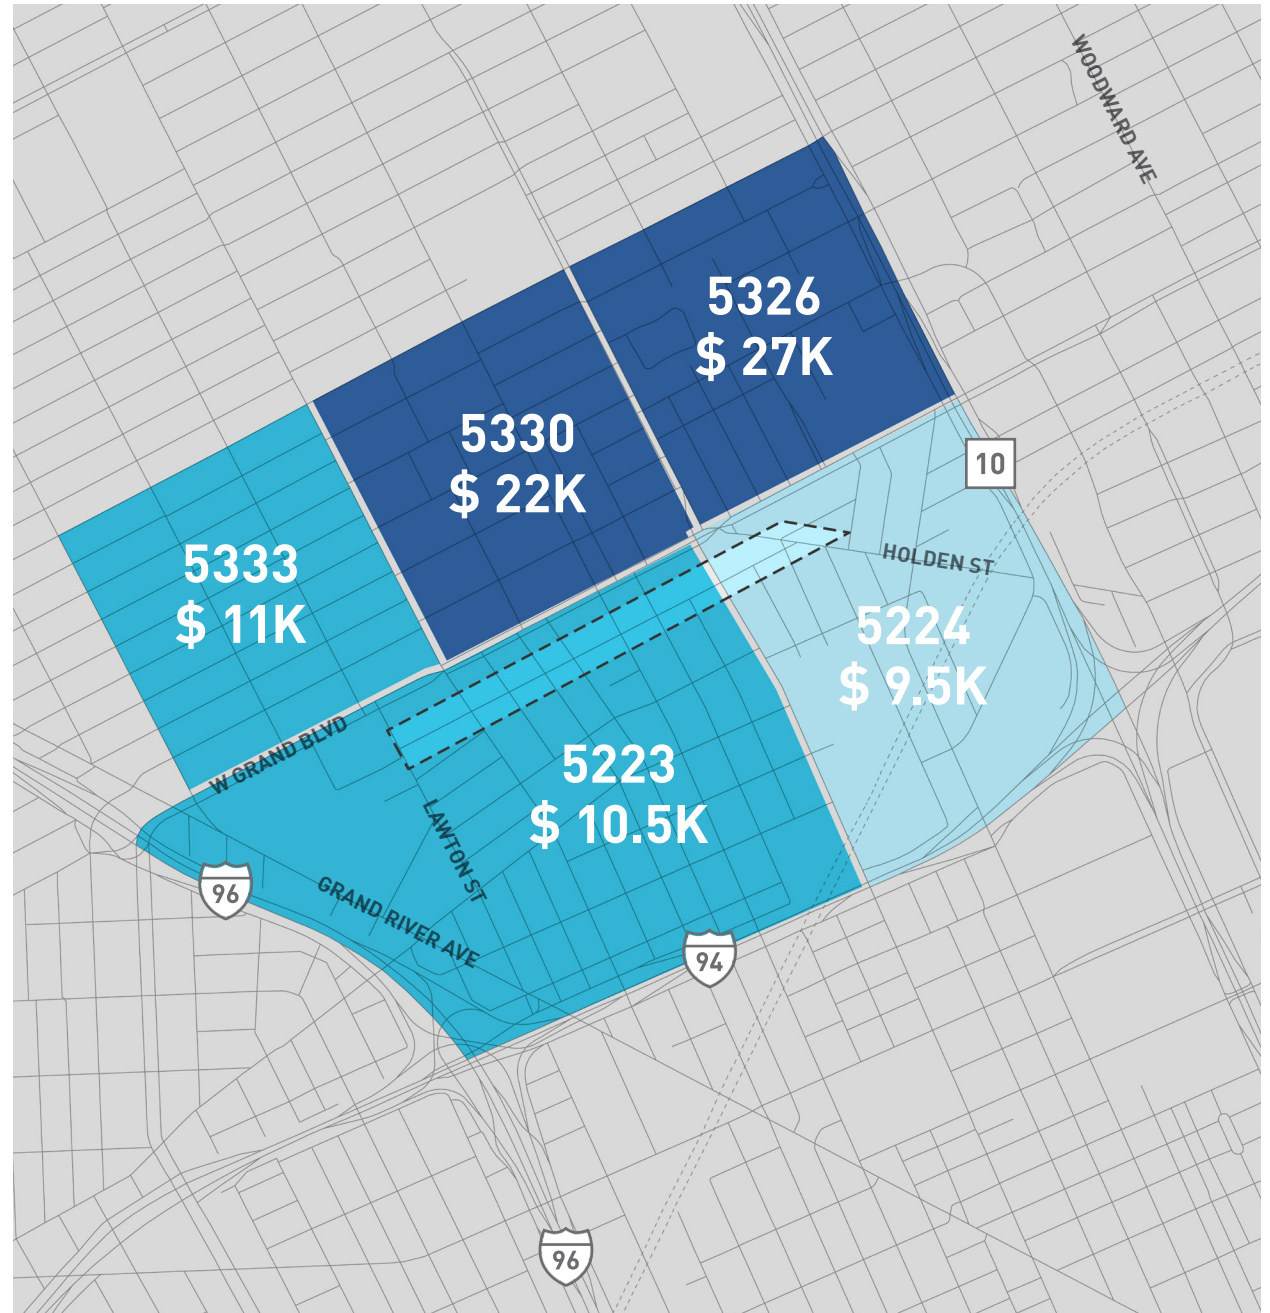 WOODWARD AVE
5326
$ 27K
5330
$ 22K
10
5333
$ 11K
HOLDEN ST
5224
$ 9.5K
W GRAND BLVD
5223
$ 10.5K
LAWTON ST
96
GRAND RIVER AVE
94
96